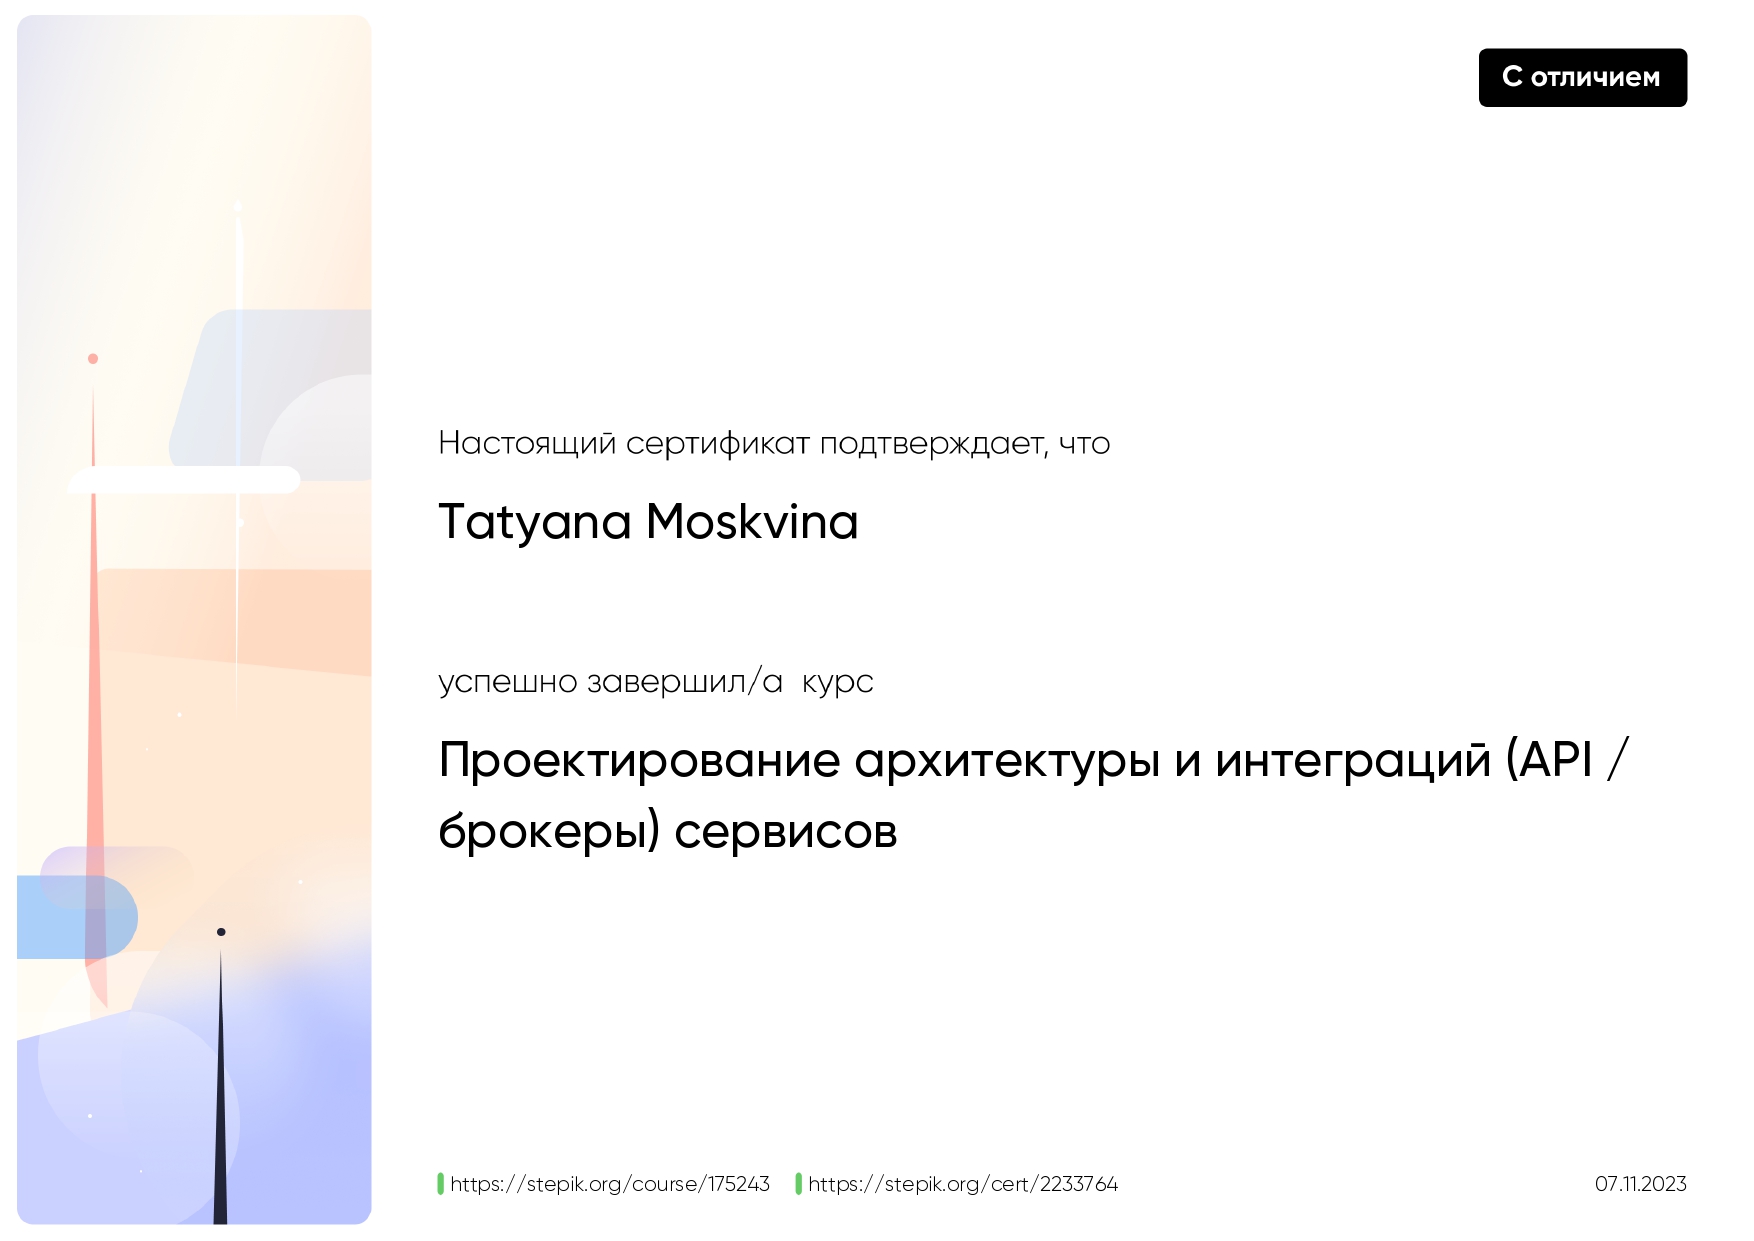 С отличием
Настоящий сертификат подтверждает, что
Tatyana Moskvina
успешно завершил/а  курс
Проектирование архитектуры и интеграций (API /
брокеры) сервисов
https://stepik.org/course/175243 https://stepik.org/cert/2233764 07.11.2023